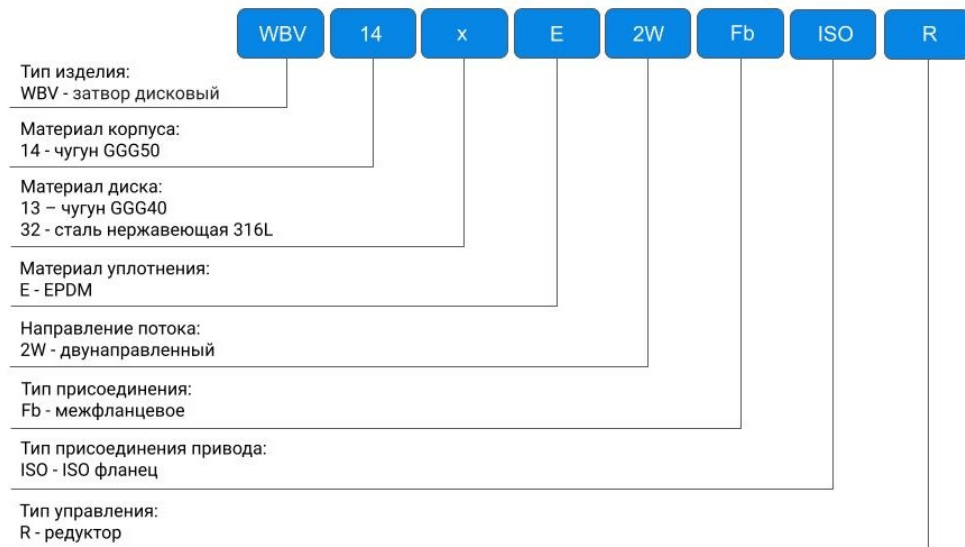 WBV 14 x E 2W Fb ISO R
Тип изделия:
WBV - затвор дисковый
Материал корпуса:
14 - чугун GGG50
Материал диска:
13 – чугун GGG40
32 - сталь нержавеющая 316L
Материал уплотнения:
E - EPDM
Направление потока:
2W - двунаправленный
Тип присоединения:
Fb - межфланцевое
Тип присоединения привода:
ISO - ISO фланец
Тип управления:
R - редуктор